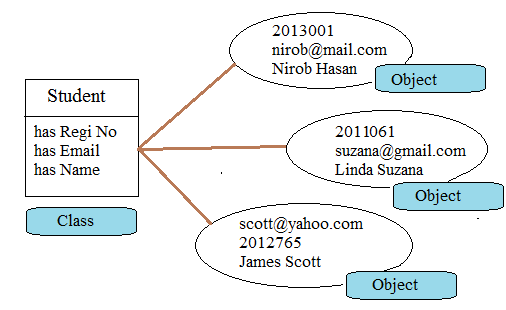 Student
has Regi No
has Email
has Name
Class
2013001
nirob@mail.com
Nirob Hasan
Object
2011061
suzana@gmail.com
Linda Suzana
Object
scott@yahoo.com
2012765
James Scott
Object